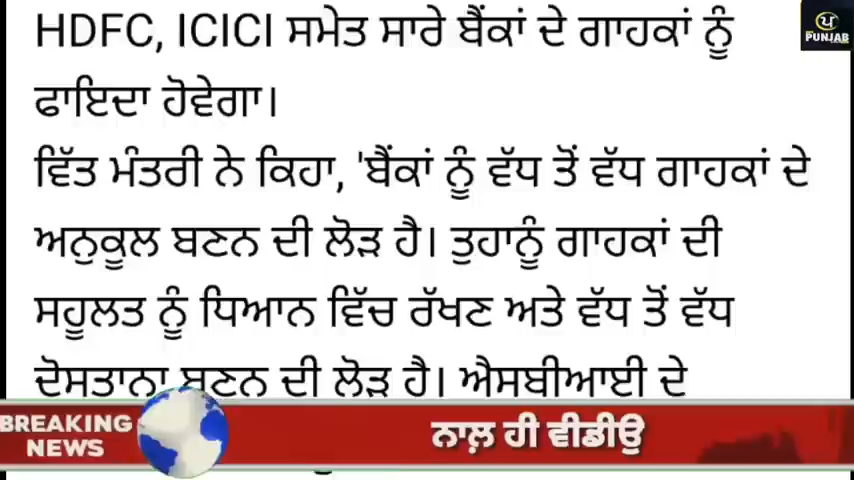 HDFC, ICICI ਸਮੇਤ ਸਾਰੇ ਬੈਂਕਾਂ ਦੇ ਗਾਹਕਾਂ ਨੂੰ
ਫਾਇਦਾ ਹੋਵੇਗਾ।
ਵਿੱਤ ਮੰਤਰੀ ਨੇ ਕਿਹਾ, 'ਬੈਂਕਾਂ ਨੂੰ ਵੱਧ ਤੋਂ ਵੱਧ ਗਾਹਕਾਂ ਦੇ
ਅਨੁਕੂਲ ਬਣਨ ਦੀ ਲੋੜ ਹੈ। ਤੁਹਾਨੂੰ ਗਾਹਕਾਂ ਦੀ
ਸਹੂਲਤ ਨੂੰ ਧਿਆਨ ਵਿੱਚ ਰੱਖਣ ਅਤੇ ਵੱਧ ਤੋਂ ਵੱਧ
ਦੋਸਤਾਨਾ ਬਣਨ ਦੀ ਲੋੜ ਹੈ। ਐਸਬੀਆਈ ਦੇ
BREAKING
NEWS
ਨਾਲ਼ ਹੀ ਵੀਡੀਉ
ਪੰ
PUNJAB